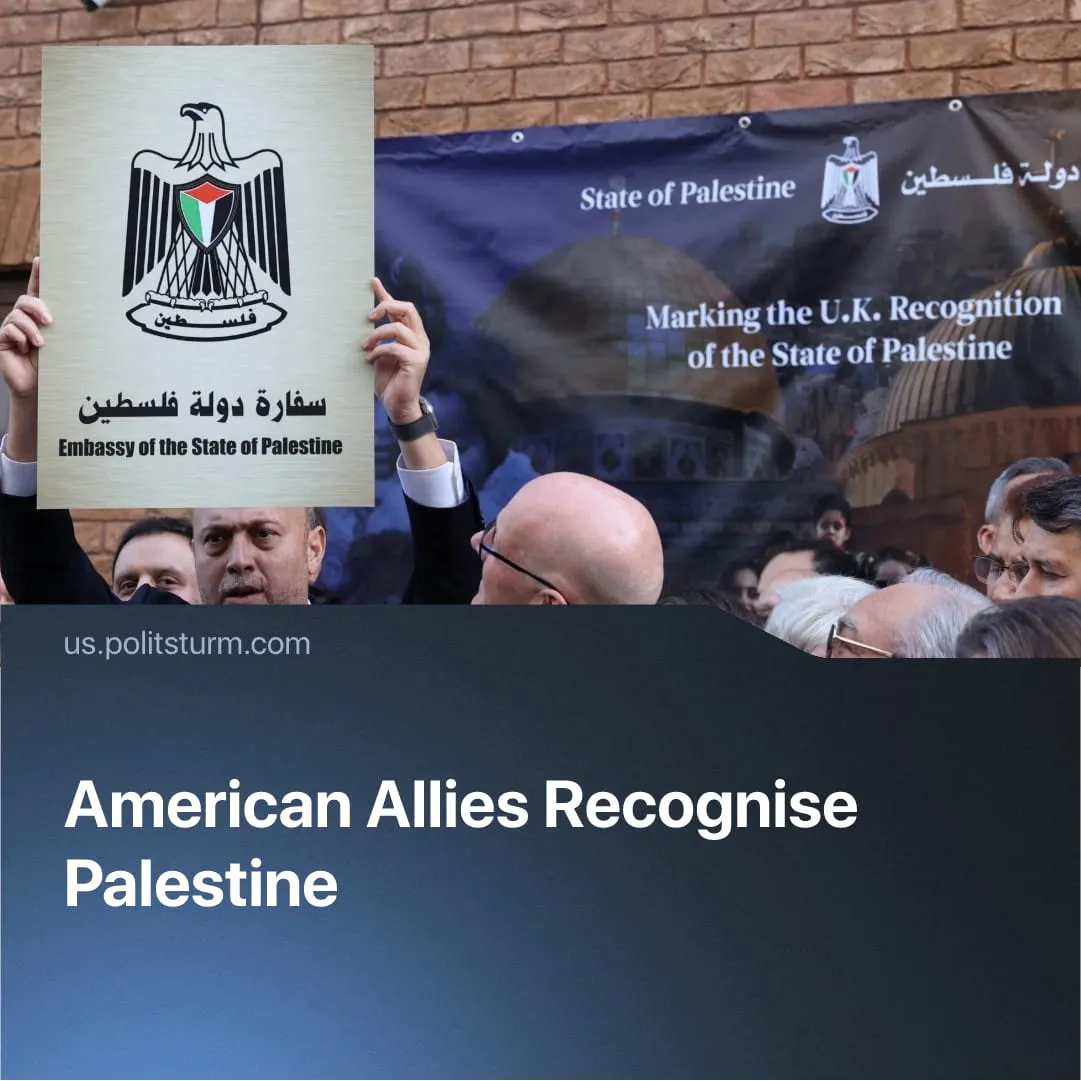 فلسطين
سفارة دولة فلسطين
Embassy of the State of Palestine
State of Palestine
دولة فلسطين
Marking the U.K. Recognition
of the State of Palestine
us.politsturm.com
American Allies Recognise
Palestine